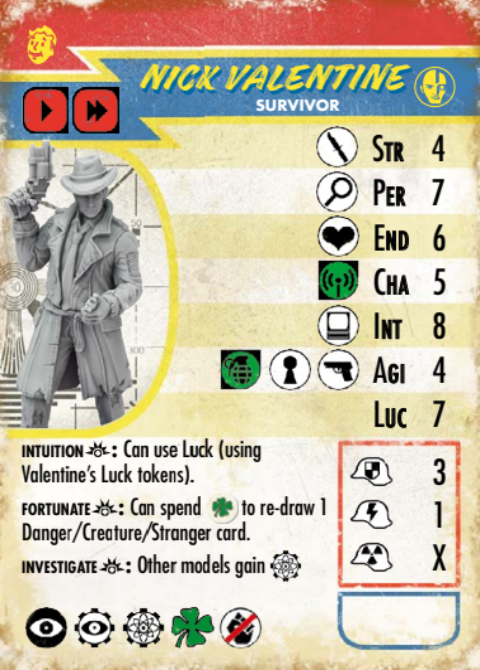 NICK VALENTINE
SURVIVOR
STR 4
PER 7
END 6
CHA 5
INT 8
AGI 4
LUC 7
INTUITION: Can use Luck (using
Valentine's Luck tokens).
FORTUNATE: Can spend to re-draw 1
Danger/Creature/Stranger card.
INVESTIGATE: Other models gain
3
1
X